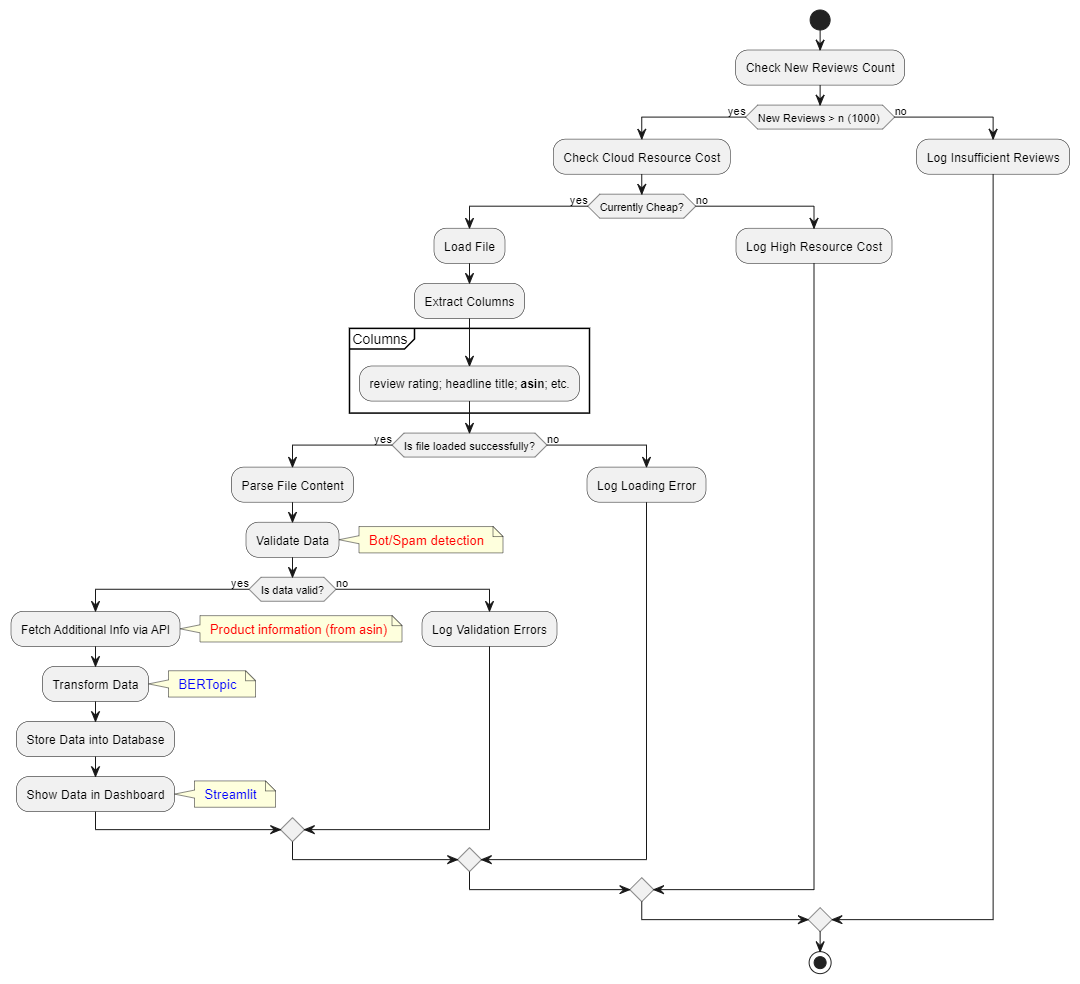 Check New Reviews Count
yes
New Reviews > n (1000)
no
Check Cloud Resource Cost
Log Insufficient Reviews
yes
Currently Cheap?
no
Load File
Log High Resource Cost
Extract Columns
Columns
review rating; headline title; asin; etc.
yes
Is file loaded successfully?
no
Parse File Content
Log Loading Error
Validate Data
Bot/Spam detection
yes
Is data valid?
no
Fetch Additional Info via API
Product information (from asin)
Log Validation Errors
Transform Data
BERTopic
Store Data into Database
Show Data in Dashboard
Streamlit